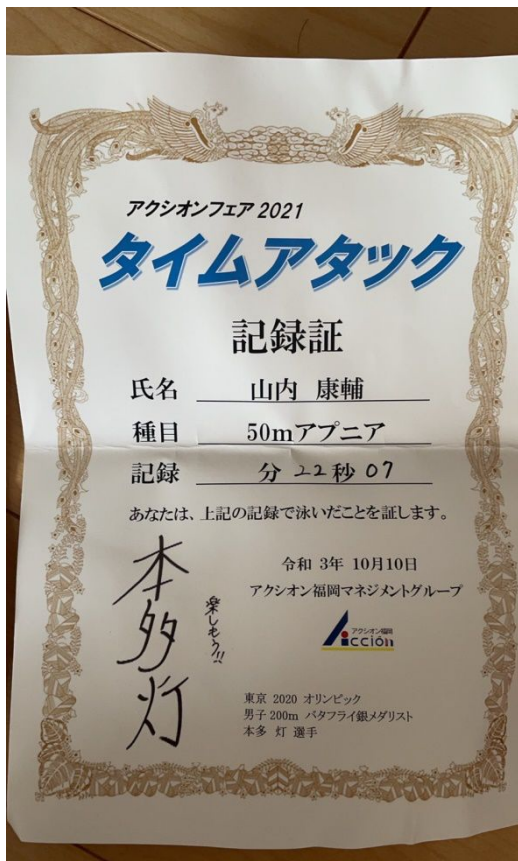 アクシオンフェア 2021
タイムアタック
記録証
氏名 山内 康輔
種目 50mアプニア
記録 分 22秒 07
あなたは、上記の記録で泳いだことを証します。
令和 3年 10月10日
アクシオン福岡マネジメントグループ
アクシオン福岡
Acción
本多灯
楽しもう!!
東京 2020 オリンピック
男子 200m バタフライ銀メダリスト
本多 灯 選手